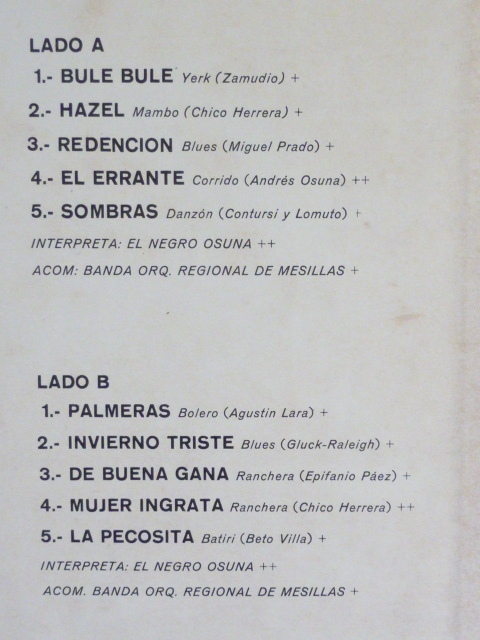 LADO A
1.- BULE BULE Yerk (Zamudio) +
2.- HAZEL Mambo (Chico Herrera) +
3.- REDENCION Blues (Miguel Prado) +
4.- EL ERRANTE Corrido (Andrés Osuna) ++
5.- SOMBRAS Danzón (Contursi y Lomuto) +
INTERPRETA: EL NEGRO OSUNA ++
ACOM: BANDA ORQ. REGIONAL DE MESILLAS +
LADO B
1.- PALMERAS Bolero (Agustín Lara) +
2.- INVIERNO TRISTE Blues (Gluck-Raleigh) +
3.- DE BUENA GANA Ranchera (Epifanio Páez) +
4.- MUJER INGRATA Ranchera (Chico Herrera) ++
5.- LA PECOSITA Batiri (Beto Villa) +
INTERPRETA: EL NEGRO OSUNA ++
ACOM. BANDA ORQ. REGIONAL DE MESILLAS +